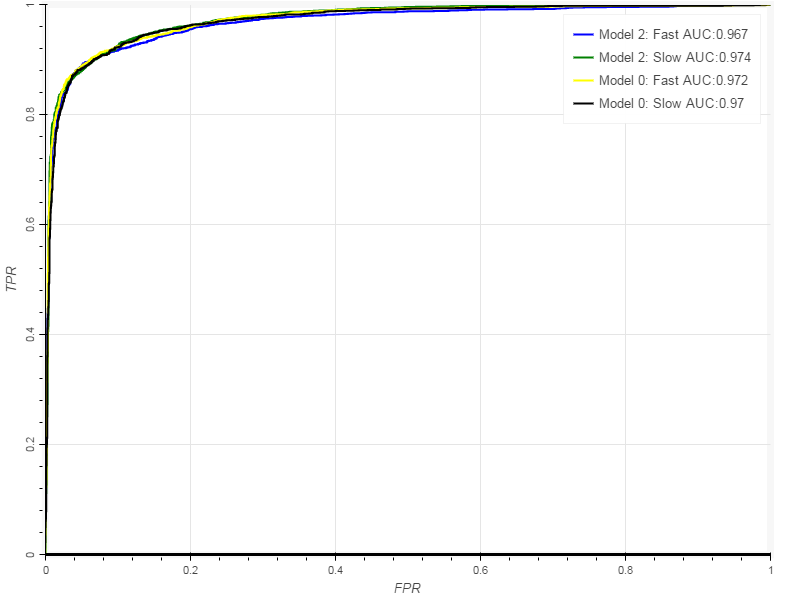 Model 2: Fast AUC:0.967
Model 2: Slow AUC:0.974
Model 0: Fast AUC:0.972
Model 0: Slow AUC:0.97
1
0.8
0.6
0.4
0.2
0
TPR
0 0.2 0.4 0.6 0.8 1
FPR